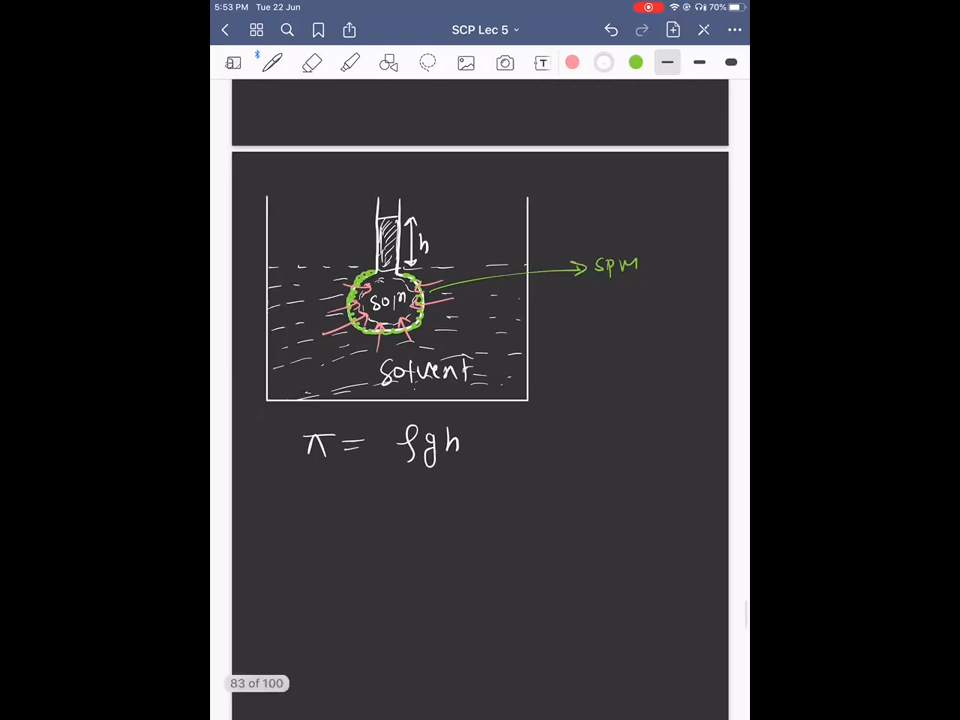 5:53 PM Tue 22 Jun 70%
SCP Lec 5
T
h
SPM
solⁿ
solvent
π = ρgh
83 of 100